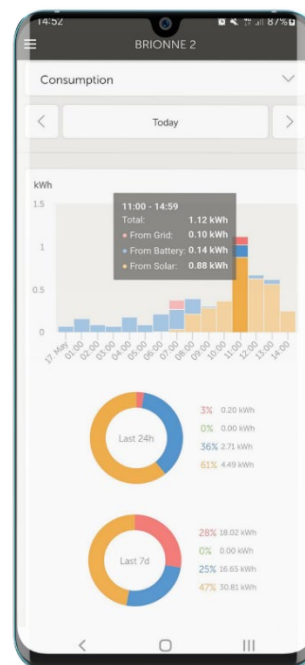 14:52
87%
BRIONNE 2
Consumption
Today
kWh
1.5
1
0.5
0
11:00 - 14:59
Total: 1.12 kWh
From Grid: 0.10 kWh
From Battery: 0.14 kWh
From Solar: 0.88 kWh
17. May 01:00 02:00 03:00 04:00 05:00 06:00 07:00 08:00 09:00 10:00 11:00 12:00 13:00 14:00
Last 24h
3% 0.20 kWh
0% 0.00 kWh
36% 2.71 kWh
61% 4.49 kWh
Last 7d
28% 18.02 kWh
0% 0.00 kWh
25% 16.65 kWh
47% 30.81 kWh